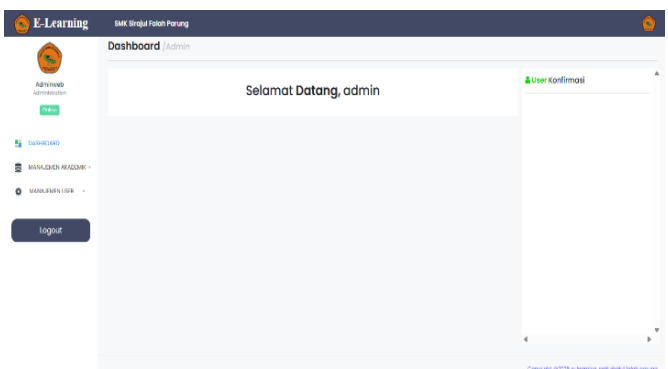 E-Learning
SMK Sirajul Falah Parung
Adminweb
Administrator
Online
DASHBOARD
MANAJEMEN AKADEMIK
MANAJEMEN USER
Logout
Dashboard /Admin
Selamat Datang, admin
User Konfirmasi